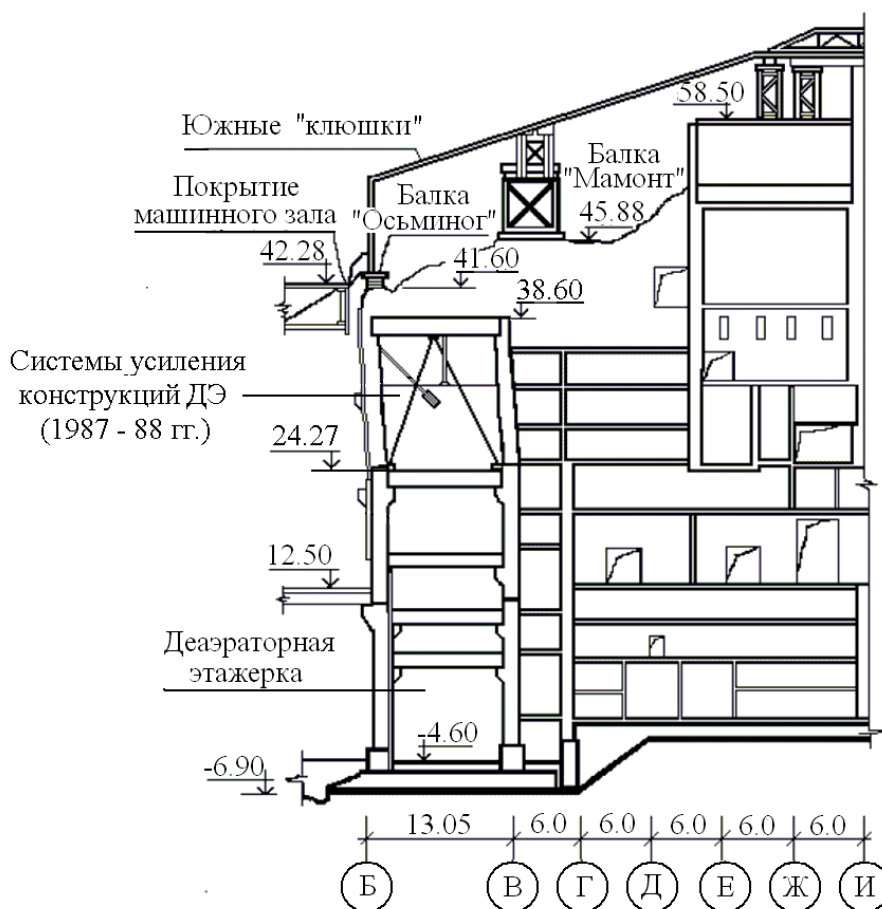 58.50
Южные "клюшки"
Балка
"Мамонт"
Покрытие
машинного зала
Балка
"Осьминог"
45.88
42.28
41.60
38.60
Системы усиления
конструкций ДЭ
(1987 - 88 гг.)
24.27
12.50
Деаэраторная
этажерка
-4.60
-6.90
13.05 6.0 6.0 6.0 6.0 6.0
Б В Г Д Е Ж И